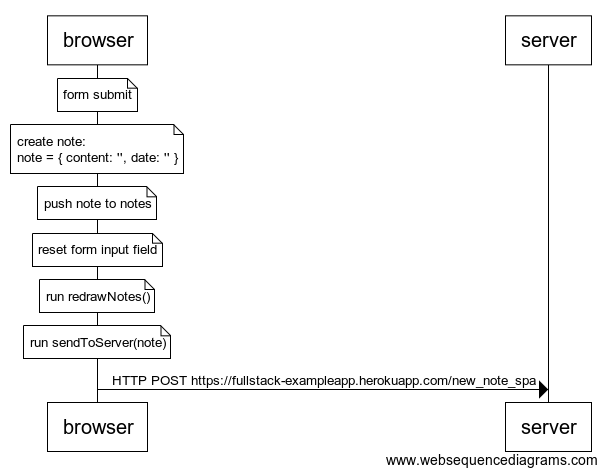 browser
server
form submit
create note:
note = { content: '', date: '' }
push note to notes
reset form input field
run redrawNotes()
run sendToServer(note)
HTTP POST https://fullstack-exampleapp.herokuapp.com/new_note_spa
browser
server
www.websequencediagrams.com